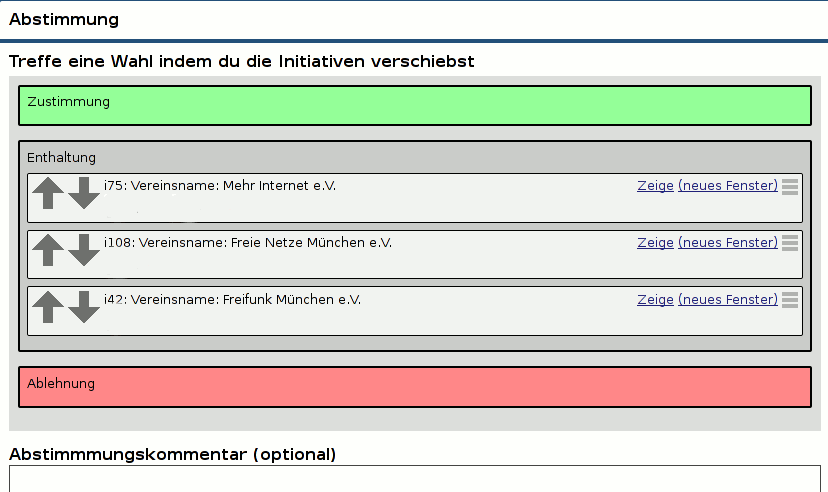 Abstimmung
Treffe eine Wahl indem du die Initiativen verschiebst
Zustimmung
Enthaltung
i75: Vereinsname: Mehr Internet e.V. Zeige (neues Fenster)
i108: Vereinsname: Freie Netze München e.V. Zeige (neues Fenster)
i42: Vereinsname: Freifunk München e.V. Zeige (neues Fenster)
Ablehnung
Abstimmmungskommentar (optional)